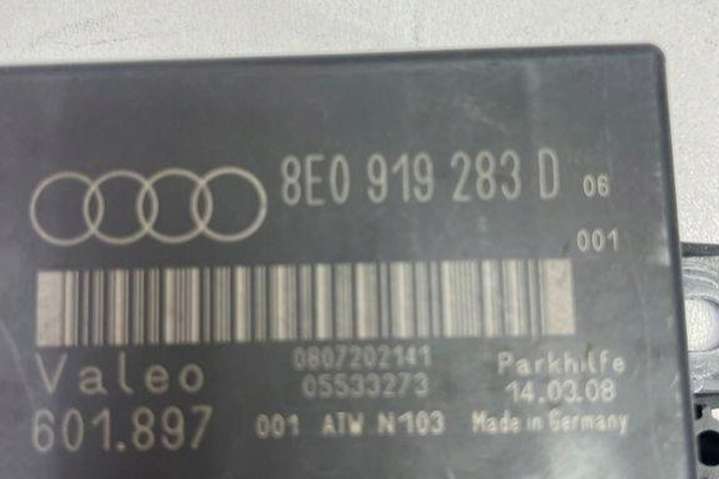 8E0 919 283 D 06
001
0807202141
Valeo 05533273 Parkhilfe
14.03.08
601.897 001 ATW N103 Made in Germany